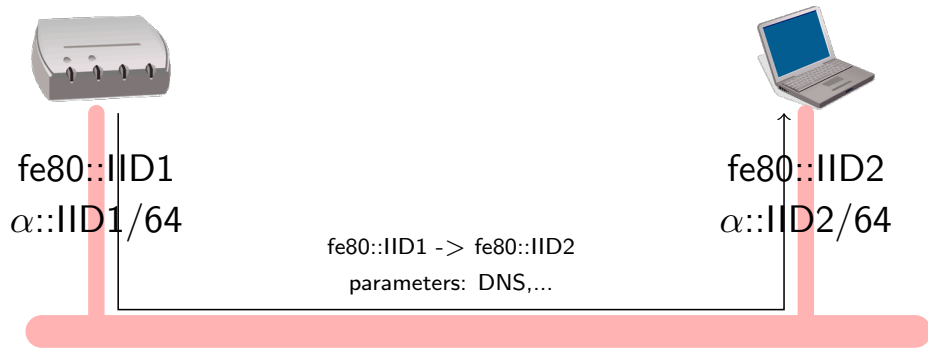 fe80::IID1
α::IID1/64
fe80::IID2
α::IID2/64
fe80::IID1 -> fe80::IID2
parameters: DNS,...